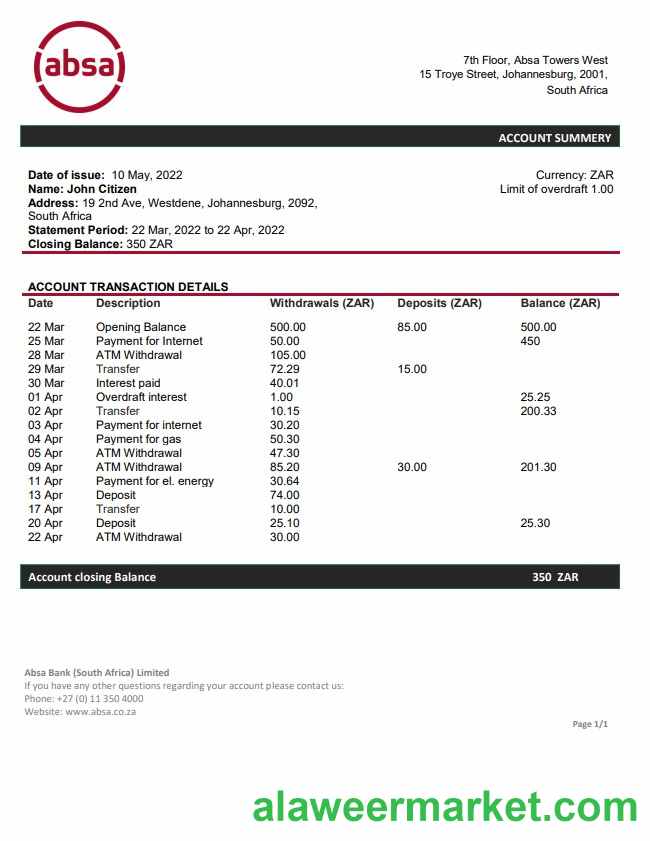 absa
7th Floor, Absa Towers West
15 Troye Street, Johannesburg, 2001,
South Africa
ACCOUNT SUMMERY
Date of issue: 10 May, 2022
Currency: ZAR
Name: John Citizen
Limit of overdraft 1.00
Address: 19 2nd Ave, Westdene, Johannesburg, 2092,
South Africa
Statement Period: 22 Mar, 2022 to 22 Apr, 2022
Closing Balance: 350 ZAR
ACCOUNT TRANSACTION DETAILS
Date Description Withdrawals (ZAR) Deposits (ZAR) Balance (ZAR)
22 Mar Opening Balance 500.00 85.00 500.00
25 Mar Payment for Internet 50.00 450
28 Mar ATM Withdrawal 105.00
29 Mar Transfer 72.29 15.00
30 Mar Interest paid 40.01
01 Apr Overdraft interest 1.00 25.25
02 Apr Transfer 10.15 200.33
03 Apr Payment for internet 30.20
04 Apr Payment for gas 50.30
05 Apr ATM Withdrawal 47.30
09 Apr ATM Withdrawal 85.20 30.00 201.30
11 Apr Payment for el. energy 30.64
13 Apr Deposit 74.00
17 Apr Transfer 10.00
20 Apr Deposit 25.10 25.30
22 Apr ATM Withdrawal 30.00
Account closing Balance 350 ZAR
Absa Bank (South Africa) Limited
If you have any other questions regarding your account please contact us:
Phone: +27 (0) 11 350 4000
Website: www.absa.co.za
Page 1/1
alaweermarket.com